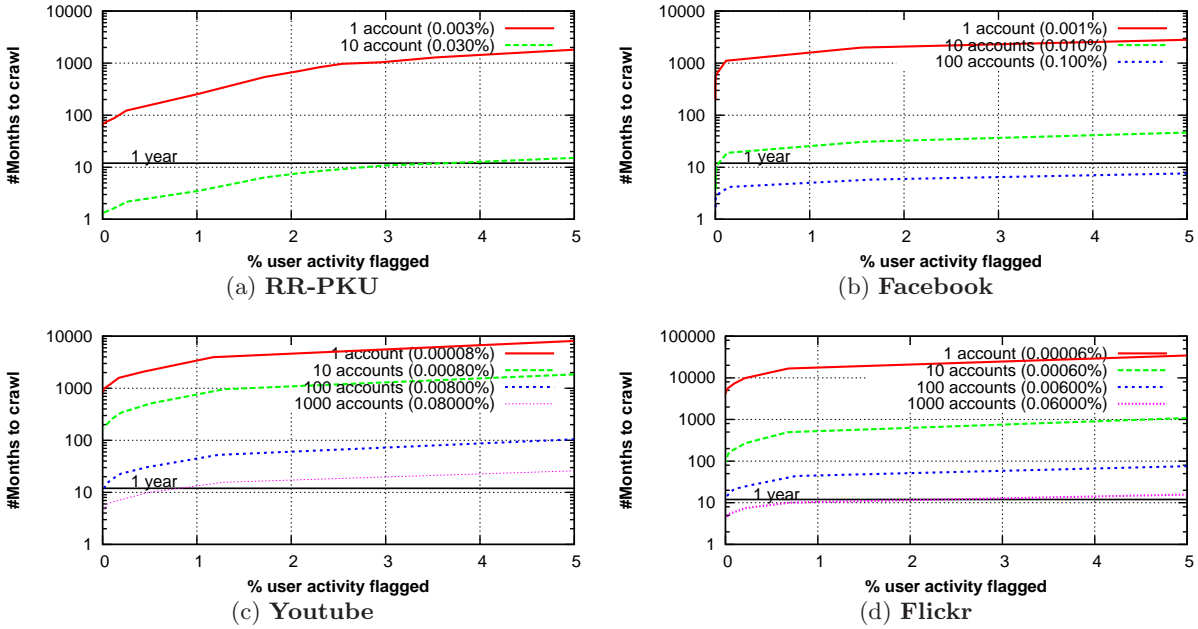 10000
1000
100
10
1
#Months to crawl
1 account (0.003%)
10 account (0.030%)
1 year
0 1 2 3 4 5
% user activity flagged
(a) RR-PKU
10000
1000
100
10
1
#Months to crawl
1 account (0.001%)
10 accounts (0.010%)
100 accounts (0.100%)
1 year
0 1 2 3 4 5
% user activity flagged
(b) Facebook
10000
1000
100
10
1
#Months to crawl
1 account (0.00008%)
10 accounts (0.00080%)
100 accounts (0.00800%)
1000 accounts (0.08000%)
1 year
0 1 2 3 4 5
% user activity flagged
(c) Youtube
100000
10000
1000
100
10
1
#Months to crawl
1 account (0.00006%)
10 accounts (0.00060%)
100 accounts (0.00600%)
1000 accounts (0.06000%)
1 year
0 1 2 3 4 5
% user activity flagged
(d) Flickr